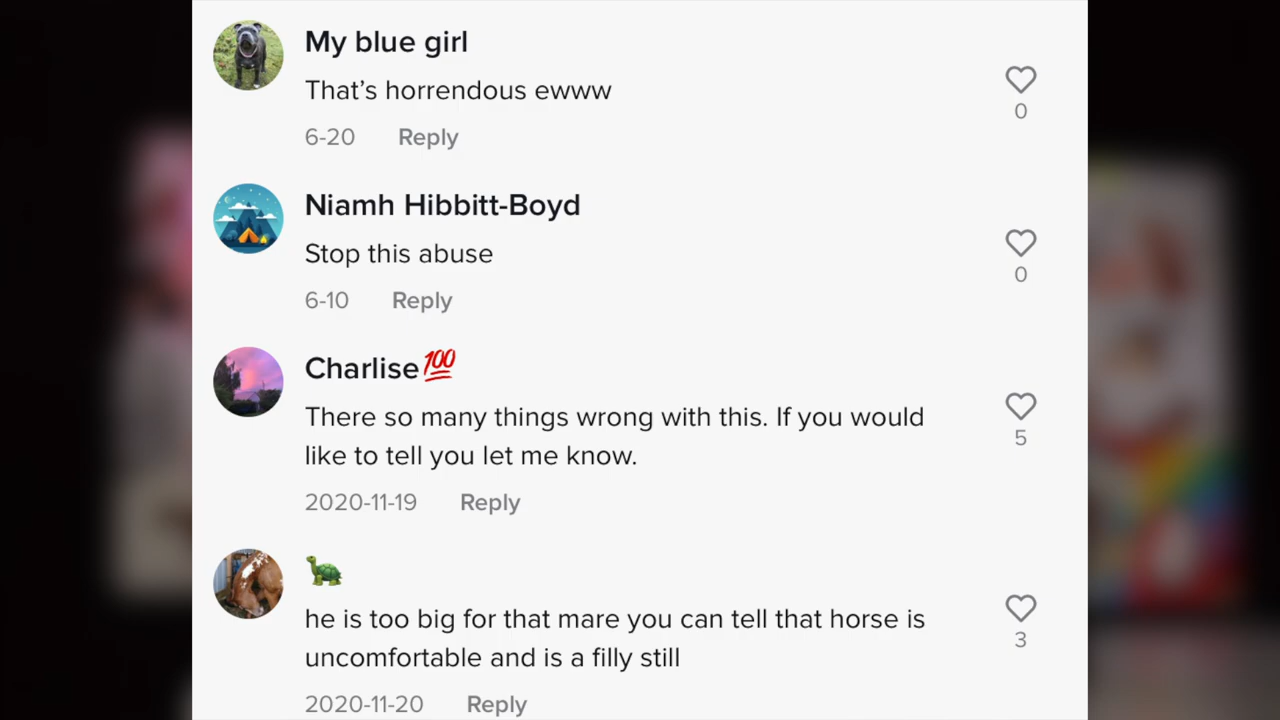 My blue girl
That's horrendous ewww
0
6-20 Reply
Niamh Hibbitt-Boyd
Stop this abuse
0
6-10 Reply
Charlise💯
There so many things wrong with this. If you would
like to tell you let me know.
5
2020-11-19 Reply
🐢
he is too big for that mare you can tell that horse is
uncomfortable and is a filly still
3
2020-11-20 Reply